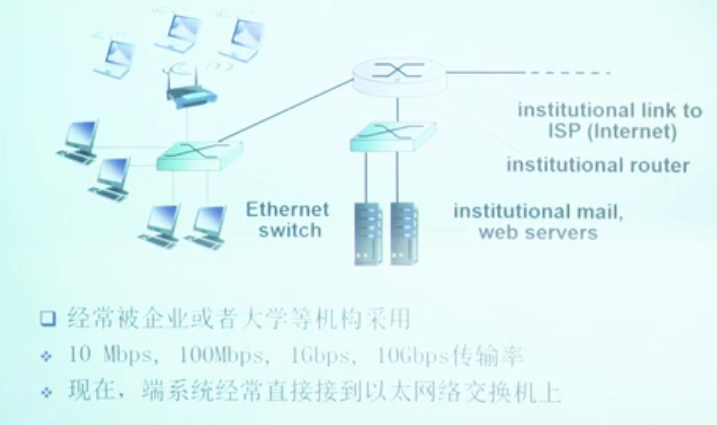 institutional link to
ISP (Internet)
institutional router
Ethernet
switch
institutional mail,
web servers
经常被企业或者大学等机构采用
10 Mbps, 100Mbps, 1Gbps, 10Gbps传输率
现在，端系统经常直接接到以太网络交换机上